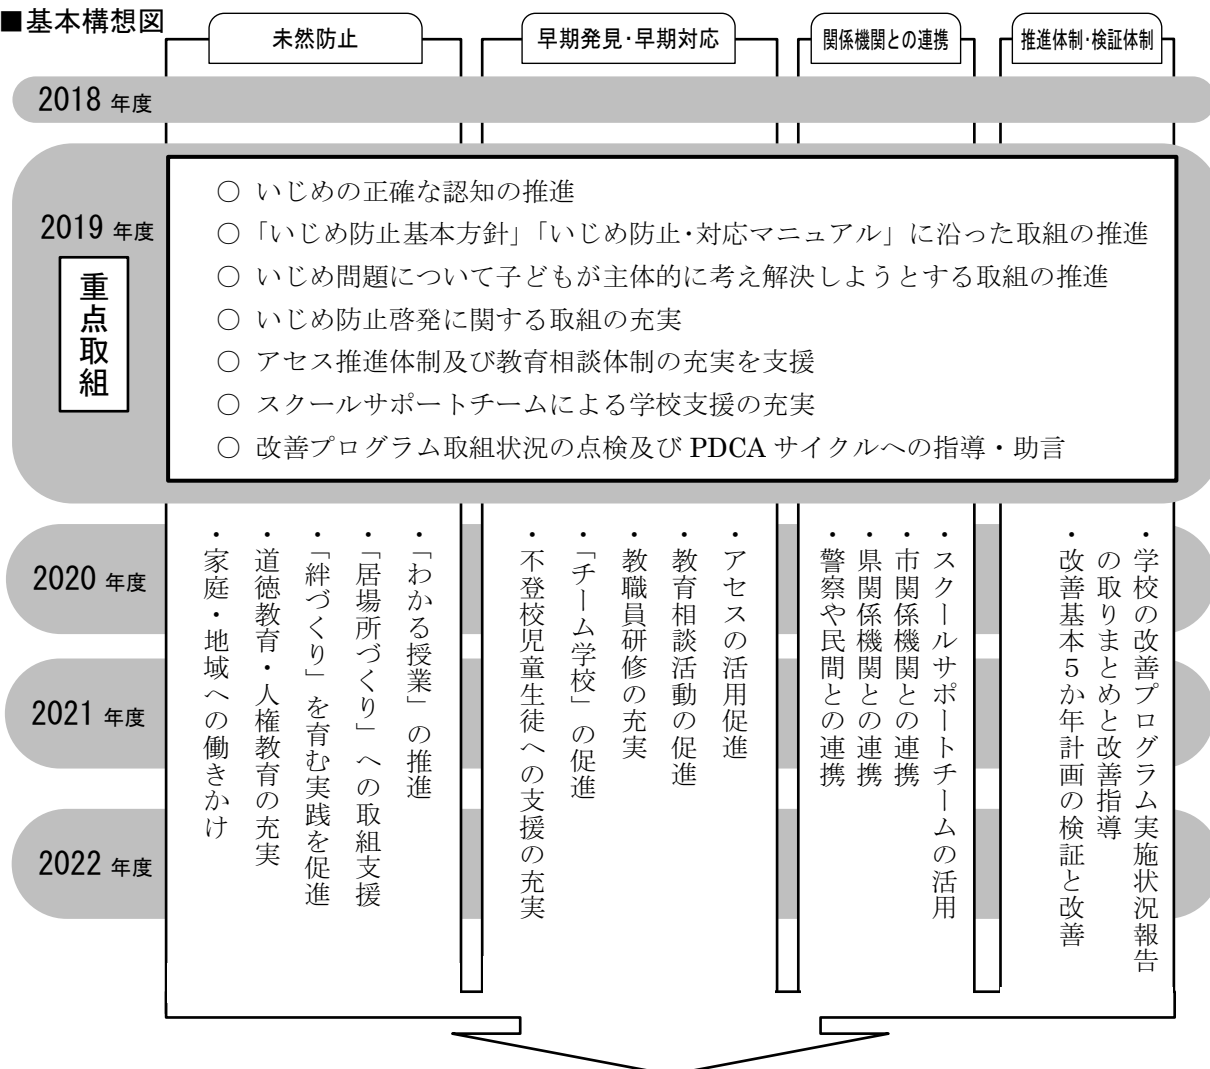 ■基本構想図
未然防止
早期発見・早期対応
関係機関との連携
推進体制・検証体制
2018 年度
2019 年度
重点取組
○ いじめの正確な認知の推進
○「いじめ防止基本方針」「いじめ防止・対応マニュアル」に沿った取組の推進
○ いじめ問題について子どもが主体的に考え解決しようとする取組の推進
○ いじめ防止啓発に関する取組の充実
○ アセス推進体制及び教育相談体制の充実を支援
○ スクールサポートチームによる学校支援の充実
○ 改善プログラム取組状況の点検及び PDCA サイクルへの指導・助言
2020 年度
2021 年度
2022 年度
・「わかる授業」の推進
・「居場所づくり」への取組支援
・「絆づくり」を育む実践を促進
・道徳教育・人権教育の充実
・家庭・地域への働きかけ
・アセスの活用促進
・教育相談活動の促進
・教職員研修の充実
・「チーム学校」の促進
・不登校児童生徒への支援の充実
・スクールサポートチームの活用
・市関係機関との連携
・県関係機関との連携
・警察や民間との連携
・学校の改善プログラム実施状況報告
の取りまとめと改善指導
・改善基本５か年計画の検証と改善